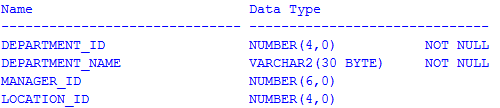 Name Data Type
------------------------------ ------------------------------
DEPARTMENT_ID NUMBER(4,0) NOT NULL
DEPARTMENT_NAME VARCHAR2(30 BYTE) NOT NULL
MANAGER_ID NUMBER(6,0)
LOCATION_ID NUMBER(4,0)